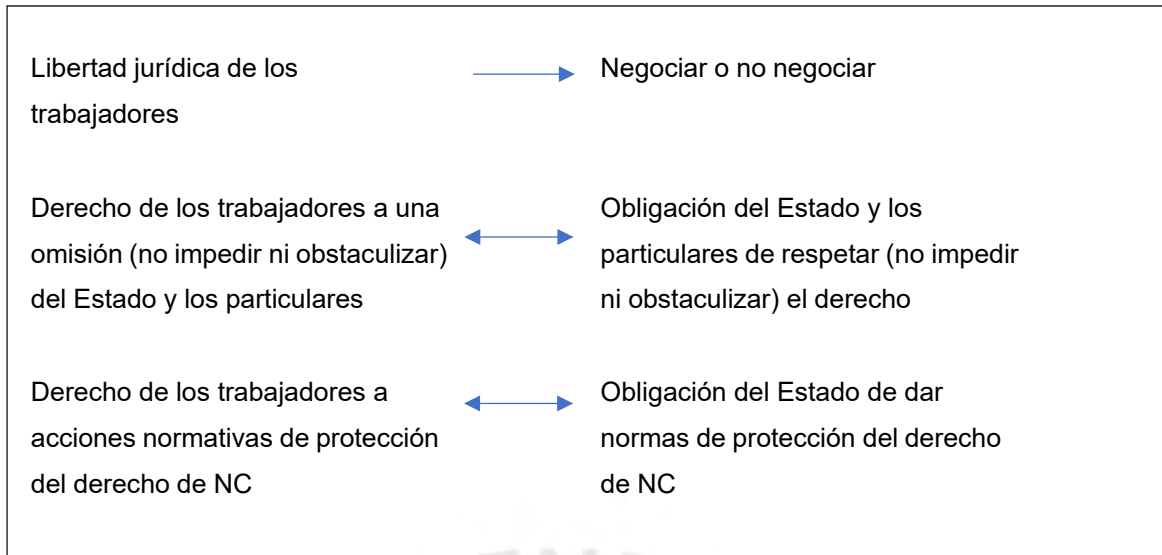 Libertad jurídica de los
trabajadores
Negociar o no negociar
Derecho de los trabajadores a una
omisión (no impedir ni obstaculizar)
del Estado y los particulares
Obligación del Estado y los
particulares de respetar (no impedir
ni obstaculizar) el derecho
Derecho de los trabajadores a
acciones normativas de protección
del derecho de NC
Obligación del Estado de dar
normas de protección del derecho
de NC